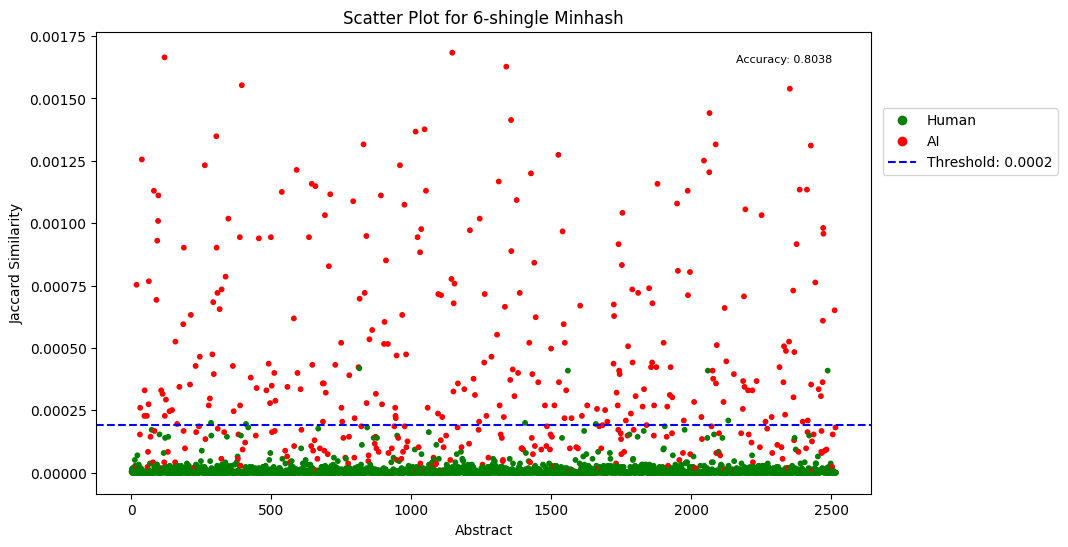 Scatter Plot for 6-shingle Minhash
Accuracy: 0.8038
Human
AI
Threshold: 0.0002
Jaccard Similarity
0.00175
0.00150
0.00125
0.00100
0.00075
0.00050
0.00025
0.00000
0
500
1000
1500
2000
2500
Abstract